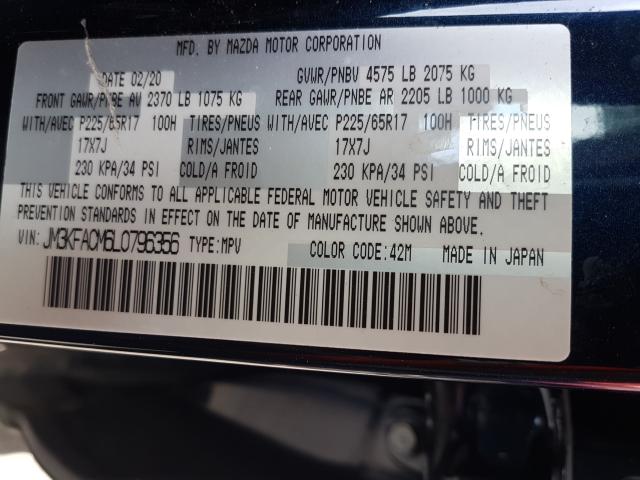 MFD. BY MAZDA MOTOR CORPORATION
DATE 02/20 GVWR/PNBV 4575 LB 2075 KG
FRONT GAWR/PNBE AV 2370 LB 1075 KG REAR GAWR/PNBE AR 2205 LB 1000 KG
WITH/AVEC P225/65R17 100H TIRES/PNEUS WITH/AVEC P225/65R17 100H TIRES/PNEUS
17X7J RIMS/JANTES 17X7J RIMS/JANTES
230 KPA/34 PSI COLD/A FROID 230 KPA/34 PSI COLD/A FROID
THIS VEHICLE CONFORMS TO ALL APPLICABLE FEDERAL MOTOR VEHICLE SAFETY AND THEFT
PREVENTION STANDARDS IN EFFECT ON THE DATE OF MANUFACTURE SHOWN ABOVE.
VIN: JM3KFACM6L0796356 TYPE:MPV COLOR CODE:42M MADE IN JAPAN